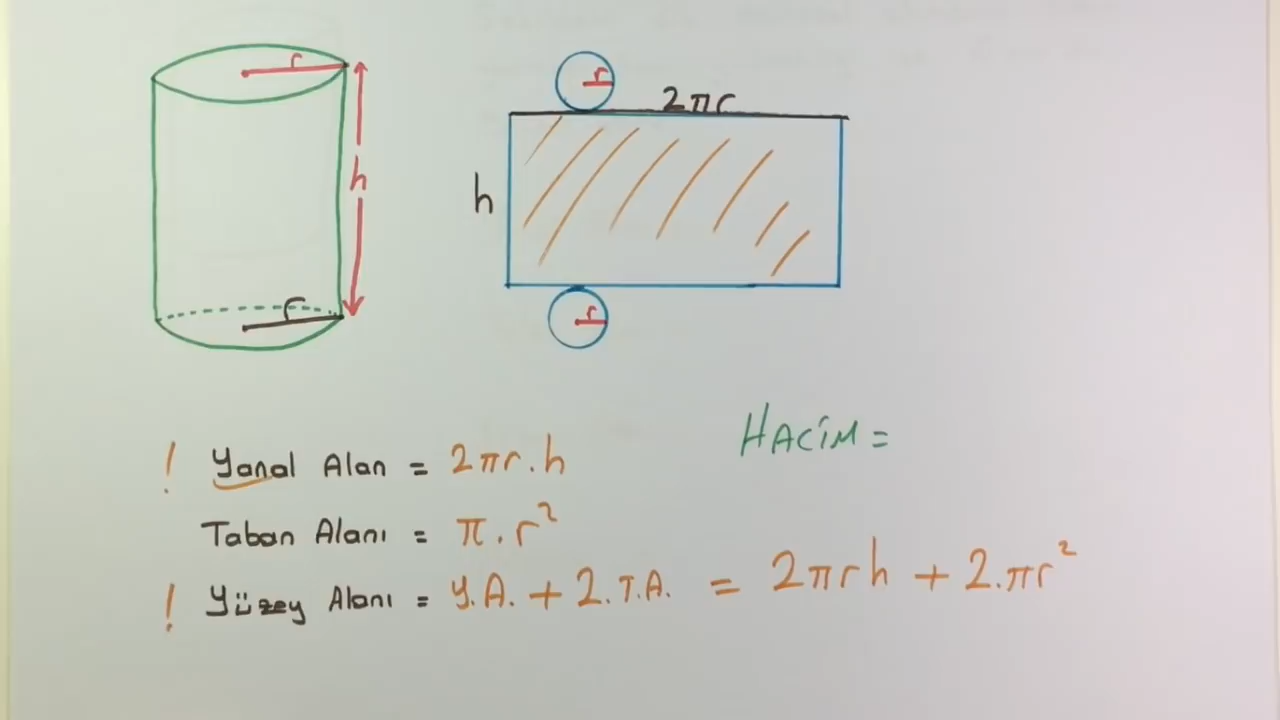 r
h
r
r
2πr
h
r
HACİM =
! Yanal Alan = 2πr.h
Taban Alanı = π.r²
! Yüzey Alanı = Y.A. + 2.T.A. = 2πrh + 2.πr²